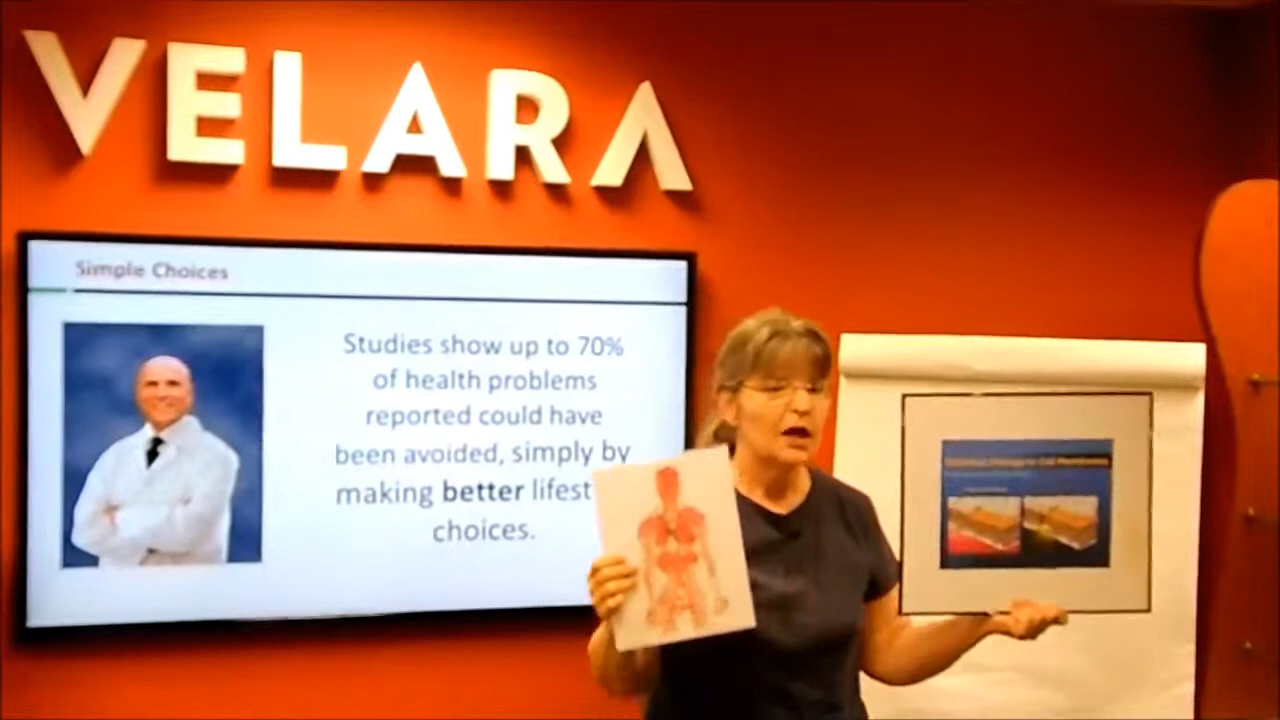 VELARA
Simple Choices
Studies show up to 70%
of health problems
reported could have
been avoided, simply by
making better lifest
choices.